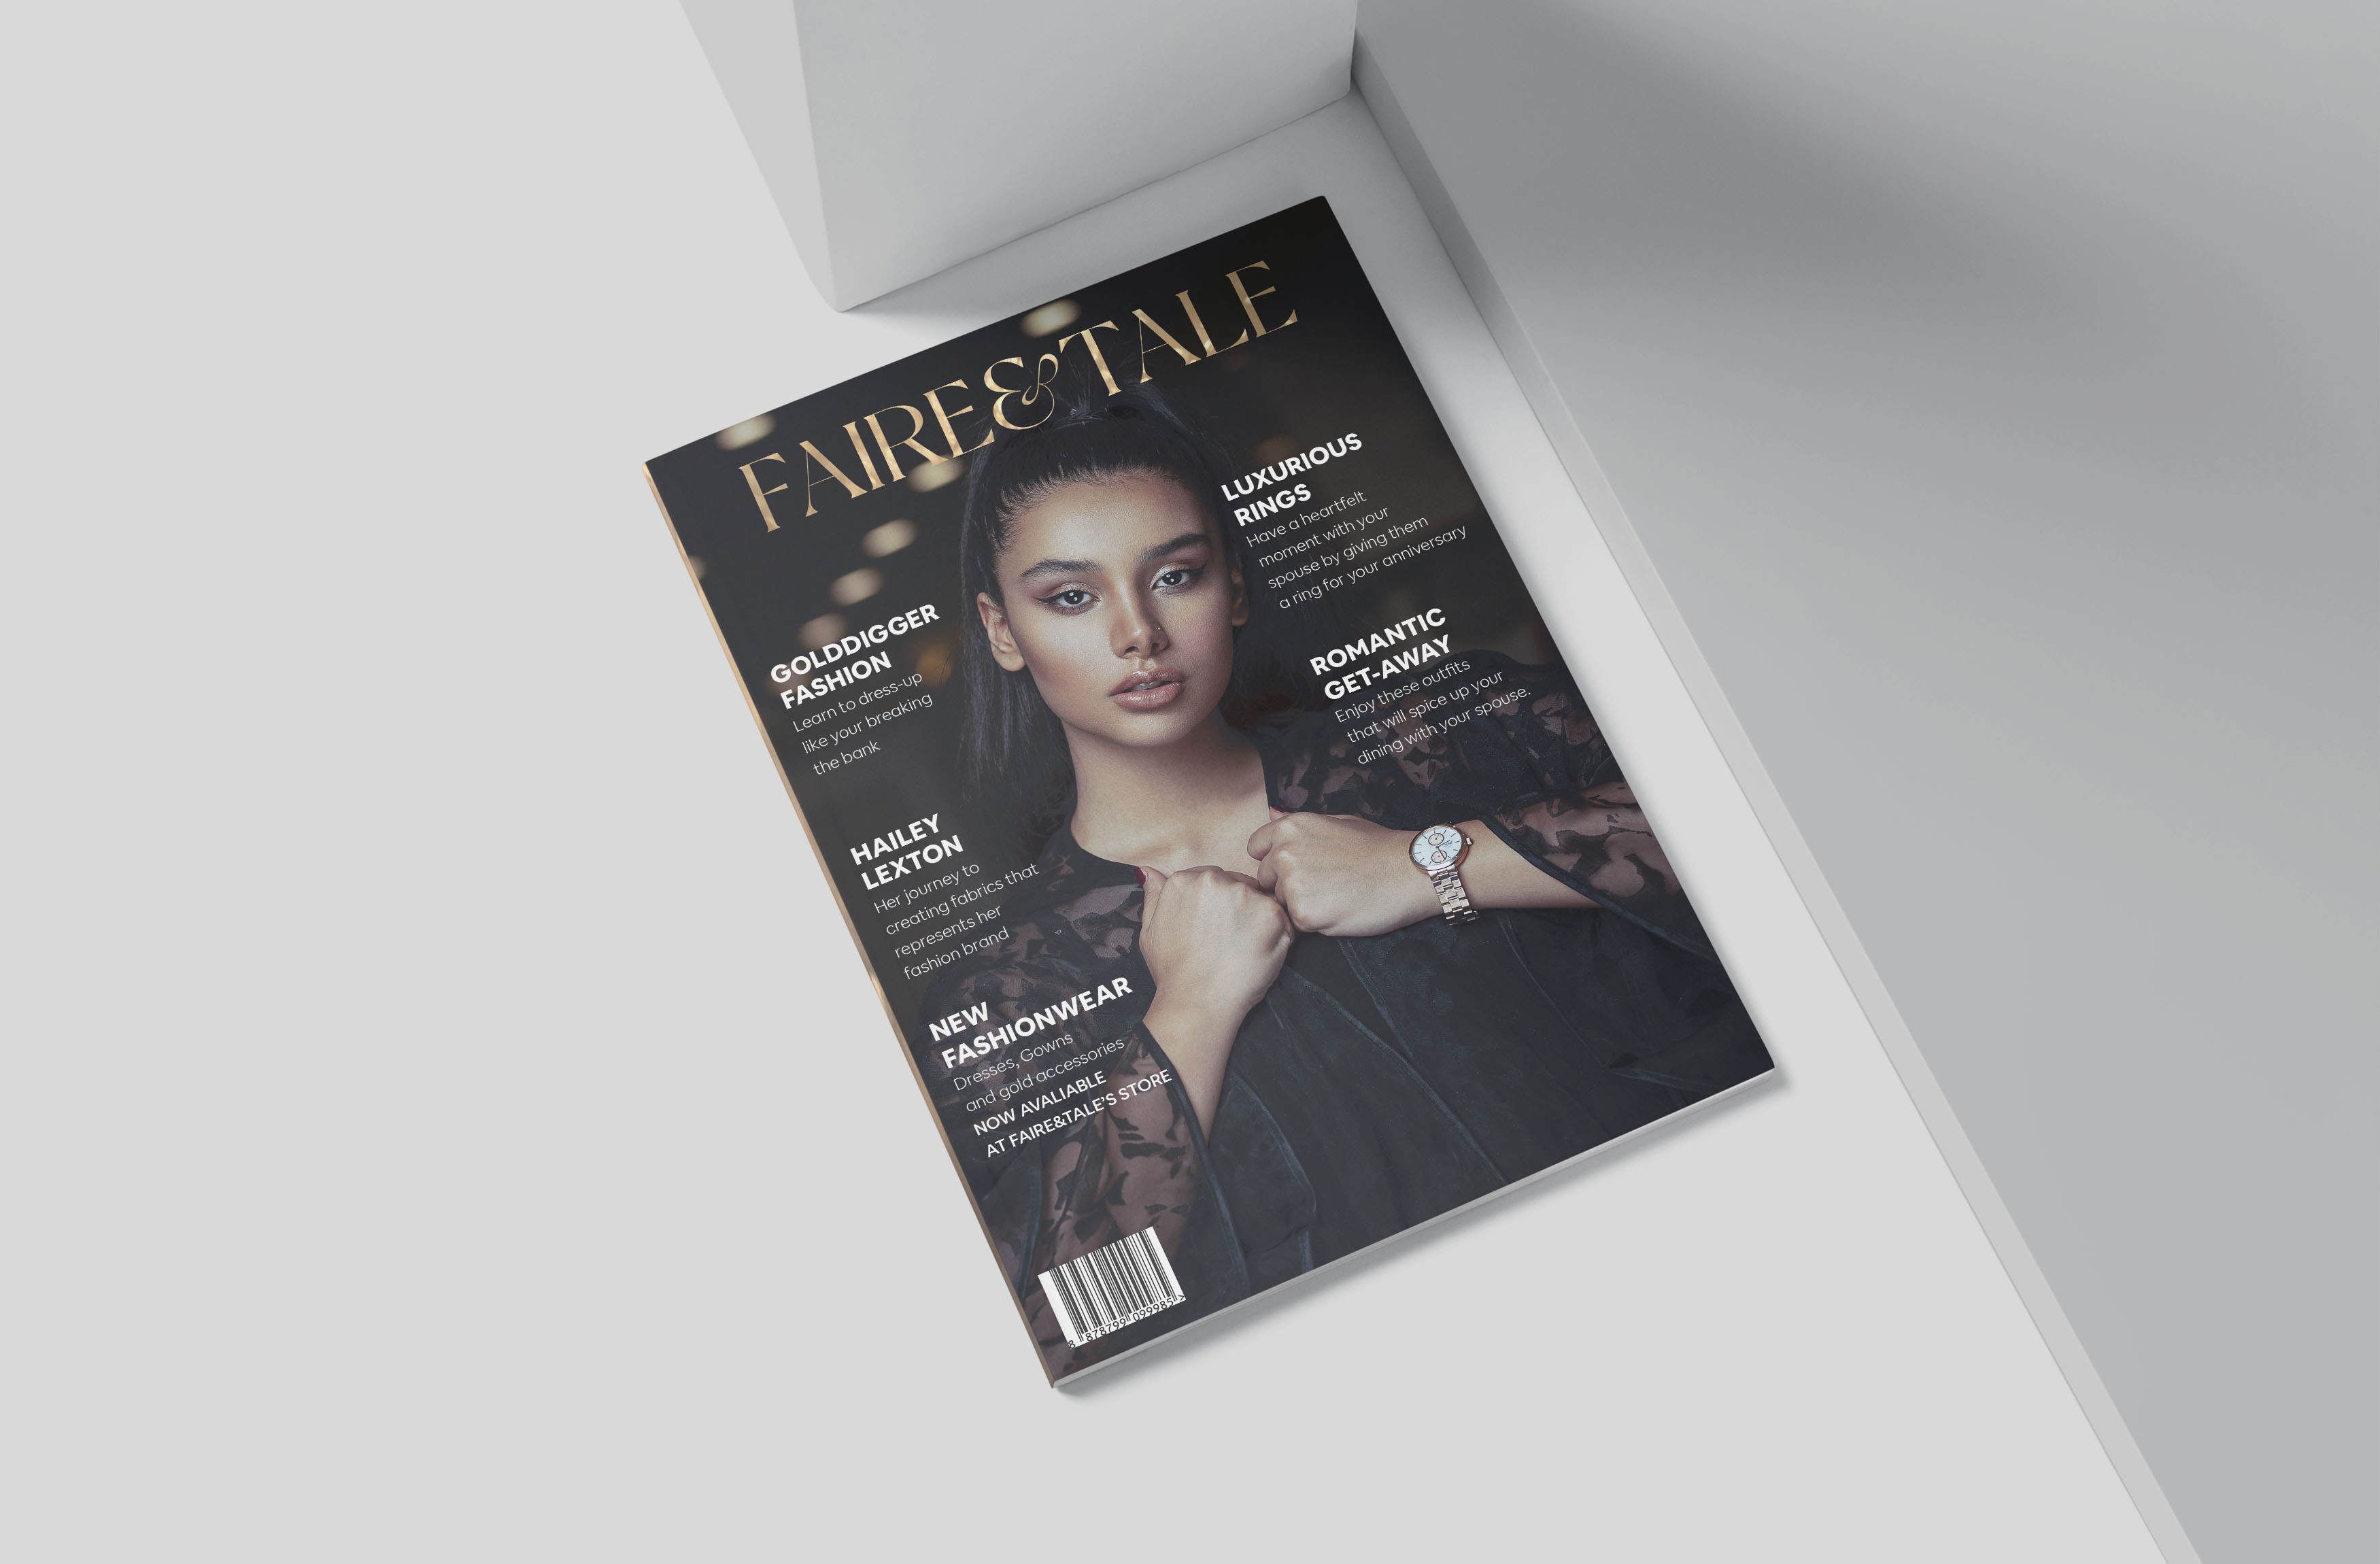 FAIRE&TALE
LUXURIOUS
RINGS
Have a heartfelt
moment with your
spouse by giving them
a ring for your anniversary
ROMANTIC
GET-AWAY
Enjoy these outfits
that will spice up your
dining with your spouse.
GOLDDIGGER
FASHION
Learn to dress-up
like your breaking
the bank
HAILEY
LEXTON
Her journey to
creating fabrics that
represents her
fashion brand
NEW
FASHIONWEAR
Dresses, Gowns
and gold accessories
NOW AVALIABLE
AT FAIRE&TALE'S STORE
8 878799 099985 >